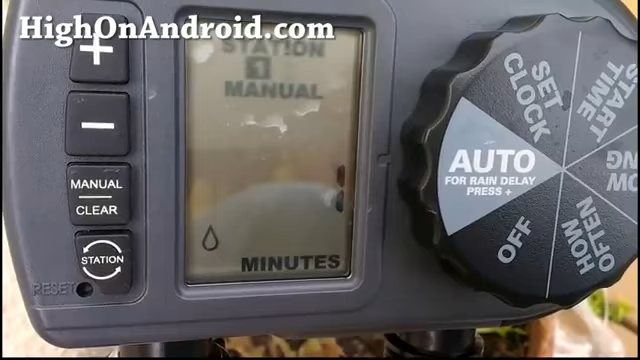 HighOnAndroid.com
+
−
MANUAL
CLEAR
STATION
RESET
STATION
1
MANUAL
MINUTES
SET
CLOCK
START
TIME
AUTO
FOR RAIN DELAY
PRESS +
OFF
HOW
OFTEN
HOW